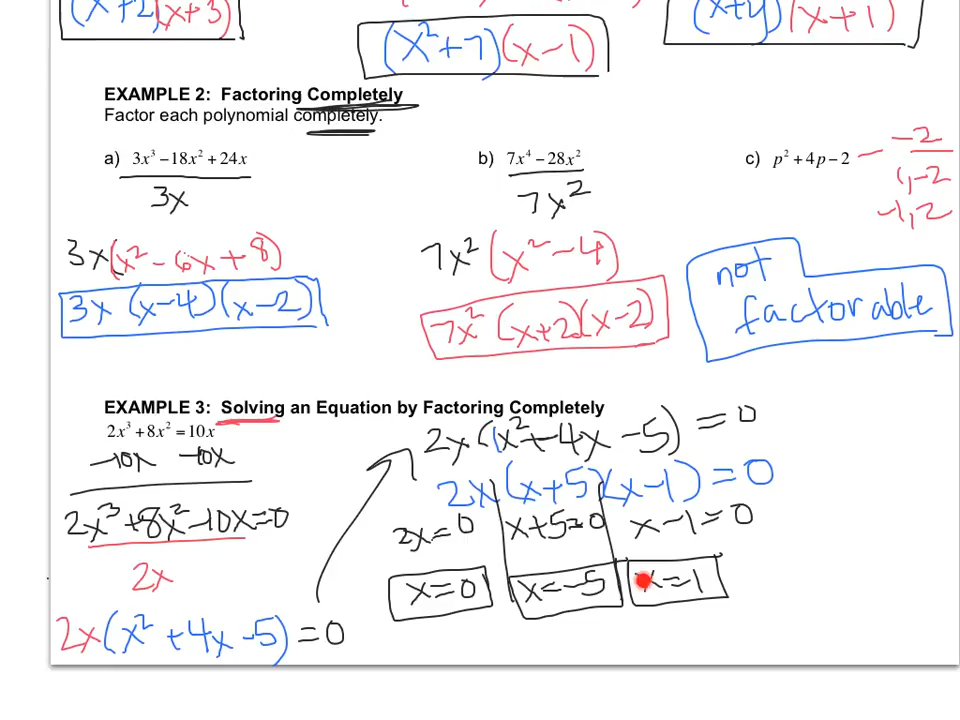 (x+2)(x+3)
(x²+7)(x-1)
(x+4)(x+1)
EXAMPLE 2: Factoring Completely
Factor each polynomial completely.
a) 3x³ -18x² + 24x
3x
3x(x² - 6x + 8)
3x (x-4)(x-2)
b) 7x⁴ - 28x²
7x²
7x² (x² - 4)
7x² (x+2)(x-2)
c) p² + 4p - 2
-2
1, -2
-1, 2
not
factorable
EXAMPLE 3: Solving an Equation by Factoring Completely
2x³ + 8x² = 10x
-10x -10x
2x³ + 8x² - 10x = 0
2x
2x(x² + 4x - 5) = 0
2x (x² + 4x - 5) = 0
2x (x+5)(x-1) = 0
2x = 0 x+5=0 x-1=0
x=0 x=-5 x=1